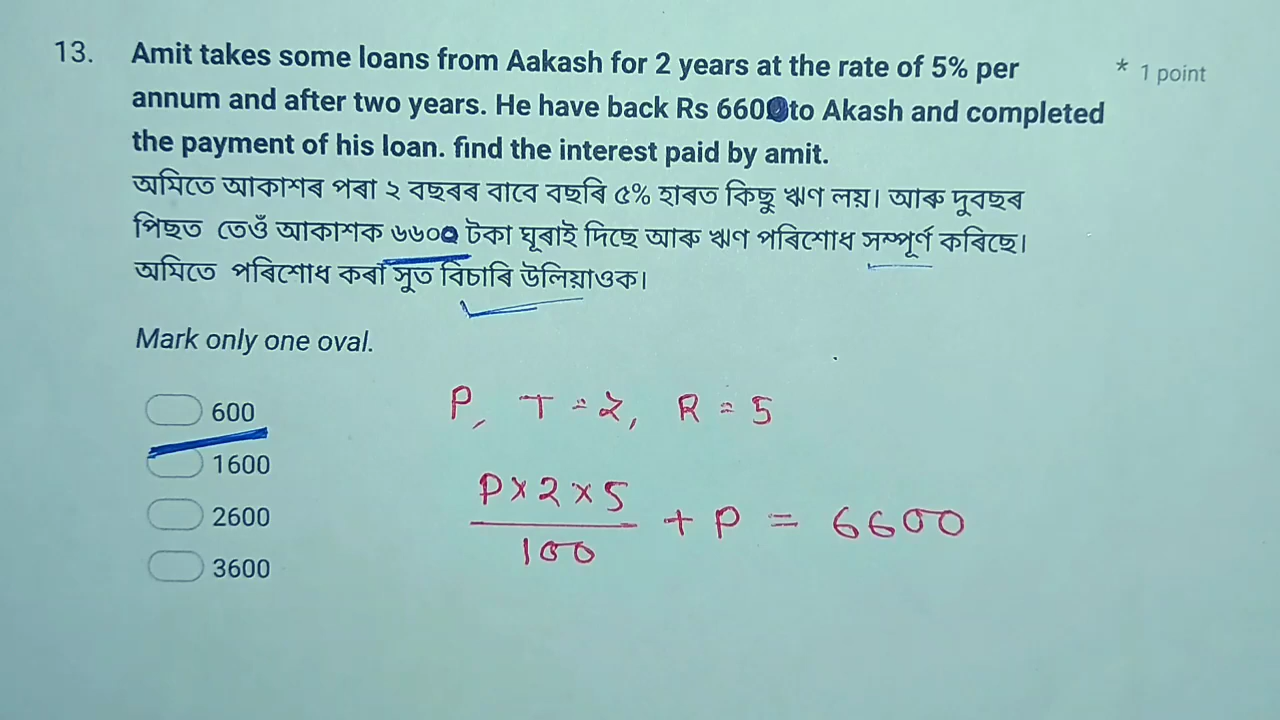 13. Amit takes some loans from Aakash for 2 years at the rate of 5% per * 1 point
annum and after two years. He have back Rs 6600 to Akash and completed
the payment of his loan. find the interest paid by amit.
অমিতে আকাশৰ পৰা ২ বছৰৰ বাবে বছৰি ৫% হাৰত কিছু ঋণ লয়। আৰু দুবছৰ
পিছত তেওঁ আকাশক ৬৬০০ টকা ঘূৰাই দিছে আৰু ঋণ পৰিশোধ সম্পূৰ্ণ কৰিছে।
অমিতে পৰিশোধ কৰা সুত বিচাৰি উলিয়াওক।
Mark only one oval.
600
1600
2600
3600
P, T = 2, R = 5
P × 2 × 5
/ 100 + P = 6600